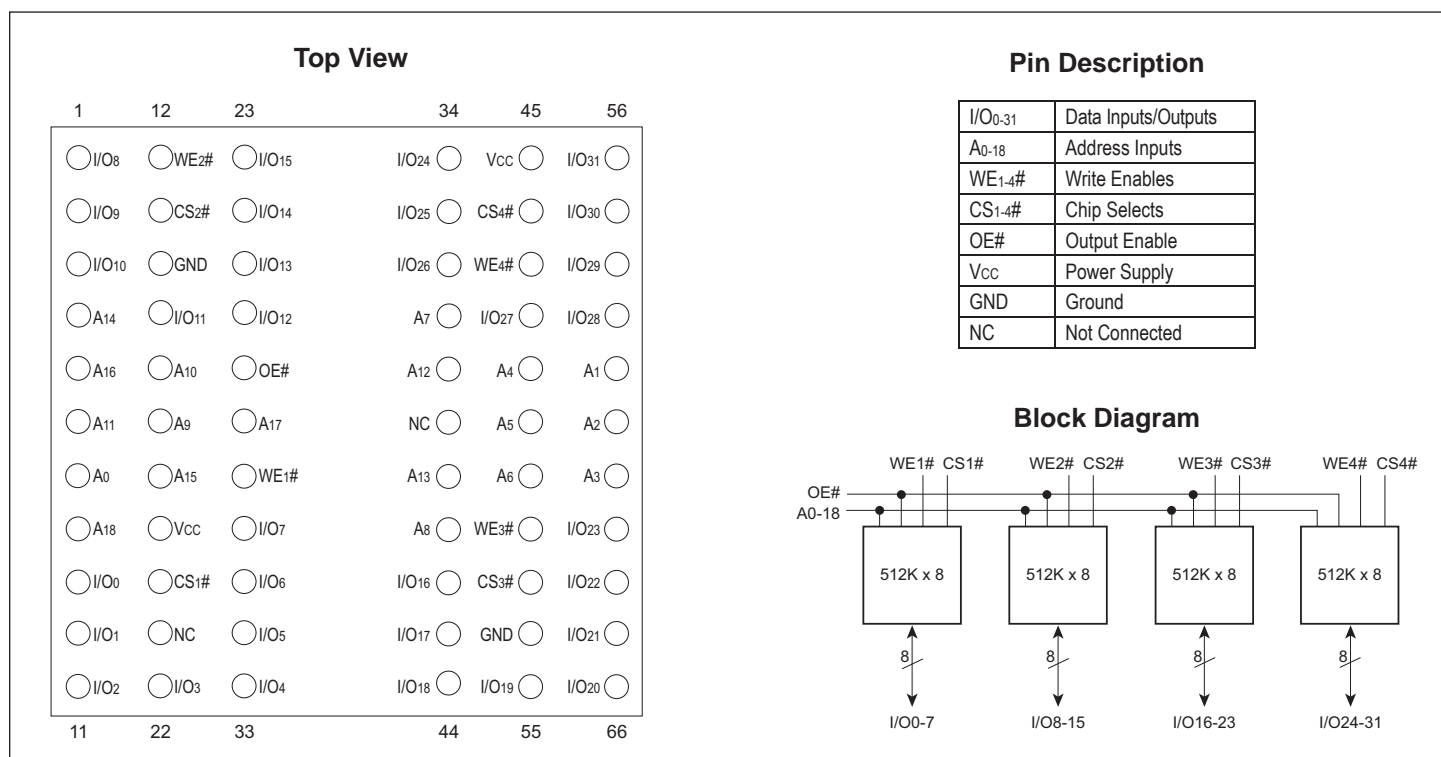 Top View
1 12 23 34 45 56
I/O8 WE2# I/O15 I/O24 VCC I/O31
I/O9 CS2# I/O14 I/O25 CS4# I/O30
I/O10 GND I/O13 I/O26 WE4# I/O29
A14 I/O11 I/O12 A7 I/O27 I/O28
A16 A10 OE# A12 A4 A1
A11 A9 A17 NC A5 A2
A0 A15 WE1# A13 A6 A3
A18 VCC I/O7 A8 WE3# I/O23
I/O0 CS1# I/O6 I/O16 CS3# I/O22
I/O1 NC I/O5 I/O17 GND I/O21
I/O2 I/O3 I/O4 I/O18 I/O19 I/O20
11 22 33 44 55 66
Pin Description
I/O0-31 Data Inputs/Outputs
A0-18 Address Inputs
WE1-4# Write Enables
CS1-4# Chip Selects
OE# Output Enable
VCC Power Supply
GND Ground
NC Not Connected
Block Diagram
WE1# CS1# WE2# CS2# WE3# CS3# WE4# CS4#
OE#
A0-18
512K x 8 512K x 8 512K x 8 512K x 8
8 8 8 8
I/O0-7 I/O8-15 I/O16-23 I/O24-31